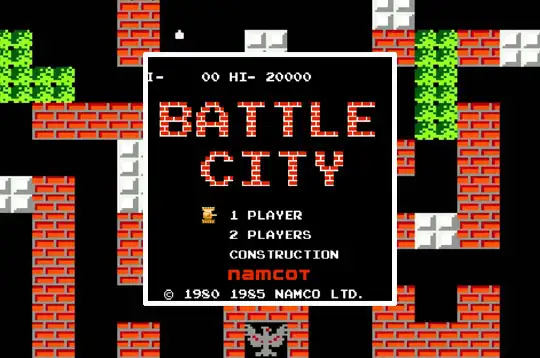 I- 00 HI- 20000
BATTLE
CITY
1 PLAYER
2 PLAYERS
CONSTRUCTION
namcot
© 1980 1985 NAMCO LTD.